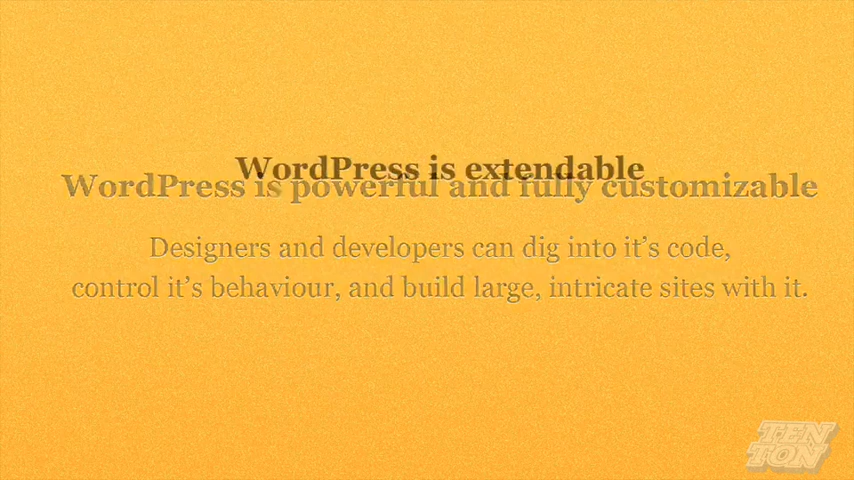 WordPress is extendable
WordPress is powerful and fully customizable
Designers and developers can dig into it’s code,
control it’s behaviour, and build large, intricate sites with it.
TEN
TON